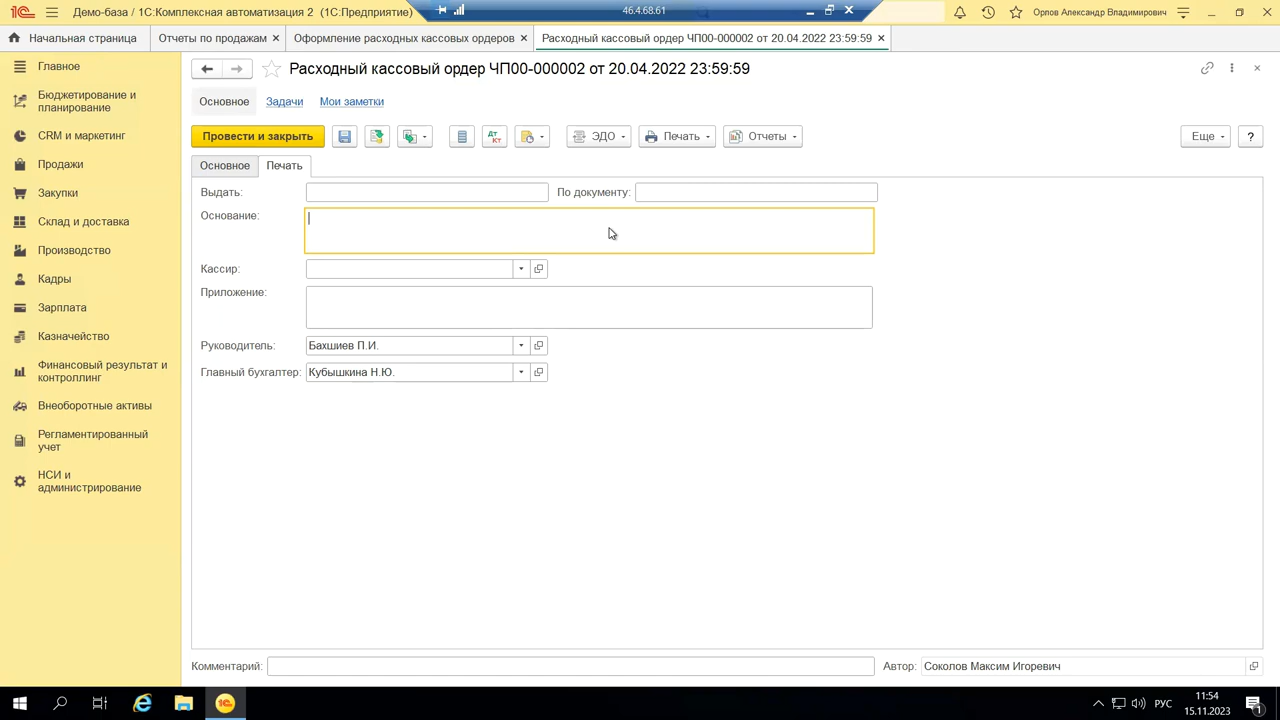 Демо-база / 1С:Комплексная автоматизация 2 (1С:Предприятие)
46.4.68.61
Орлов Александр Владимирович
Начальная страница
Отчеты по продажам ×
Оформление расходных кассовых ордеров ×
Расходный кассовый ордер ЧП00-000002 от 20.04.2022 23:59:59 ×
Главное
Бюджетирование и
планирование
CRM и маркетинг
Продажи
Закупки
Склад и доставка
Производство
Кадры
Зарплата
Казначейство
Финансовый результат и
контроллинг
Внеоборотные активы
Регламентированный
учет
НСИ и
администрирование
Расходный кассовый ордер ЧП00-000002 от 20.04.2022 23:59:59
Основное Задачи Мои заметки
Провести и закрыть
Дт
Кт
ЭДО
Печать
Отчеты
Еще
?
Основное Печать
Выдать:
По документу:
Основание:
Кассир:
Приложение:
Руководитель: Бахшиев П.И.
Главный бухгалтер: Кубышкина Н.Ю.
Комментарий:
Автор: Соколов Максим Игоревич
РУС
11:54
15.11.2023
1